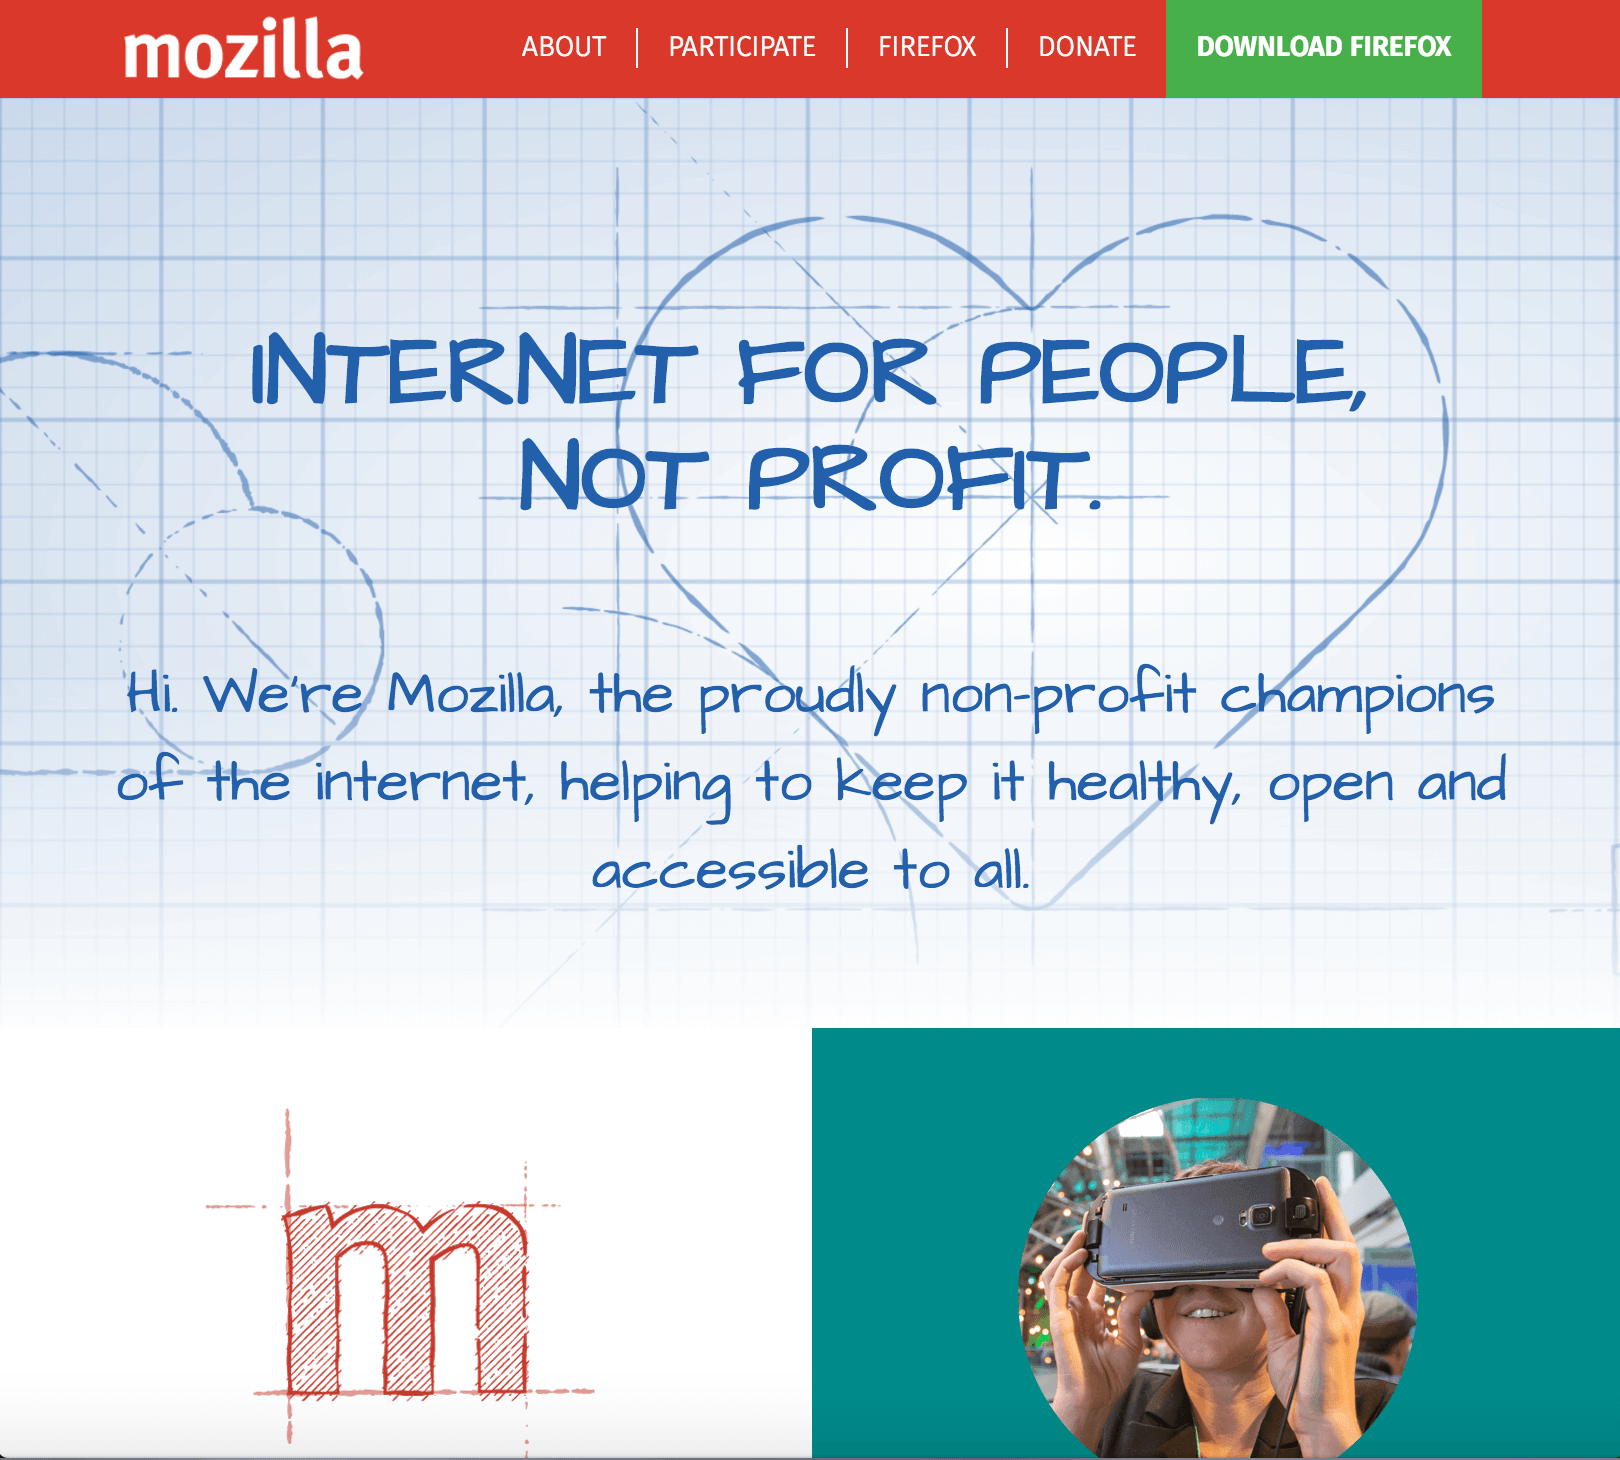 mozilla
ABOUT
PARTICIPATE
FIREFOX
DONATE
DOWNLOAD FIREFOX
INTERNET FOR PEOPLE,
NOT PROFIT.
Hi. We're Mozilla, the proudly non-profit champions
of the internet, helping to keep it healthy, open and
accessible to all.
m